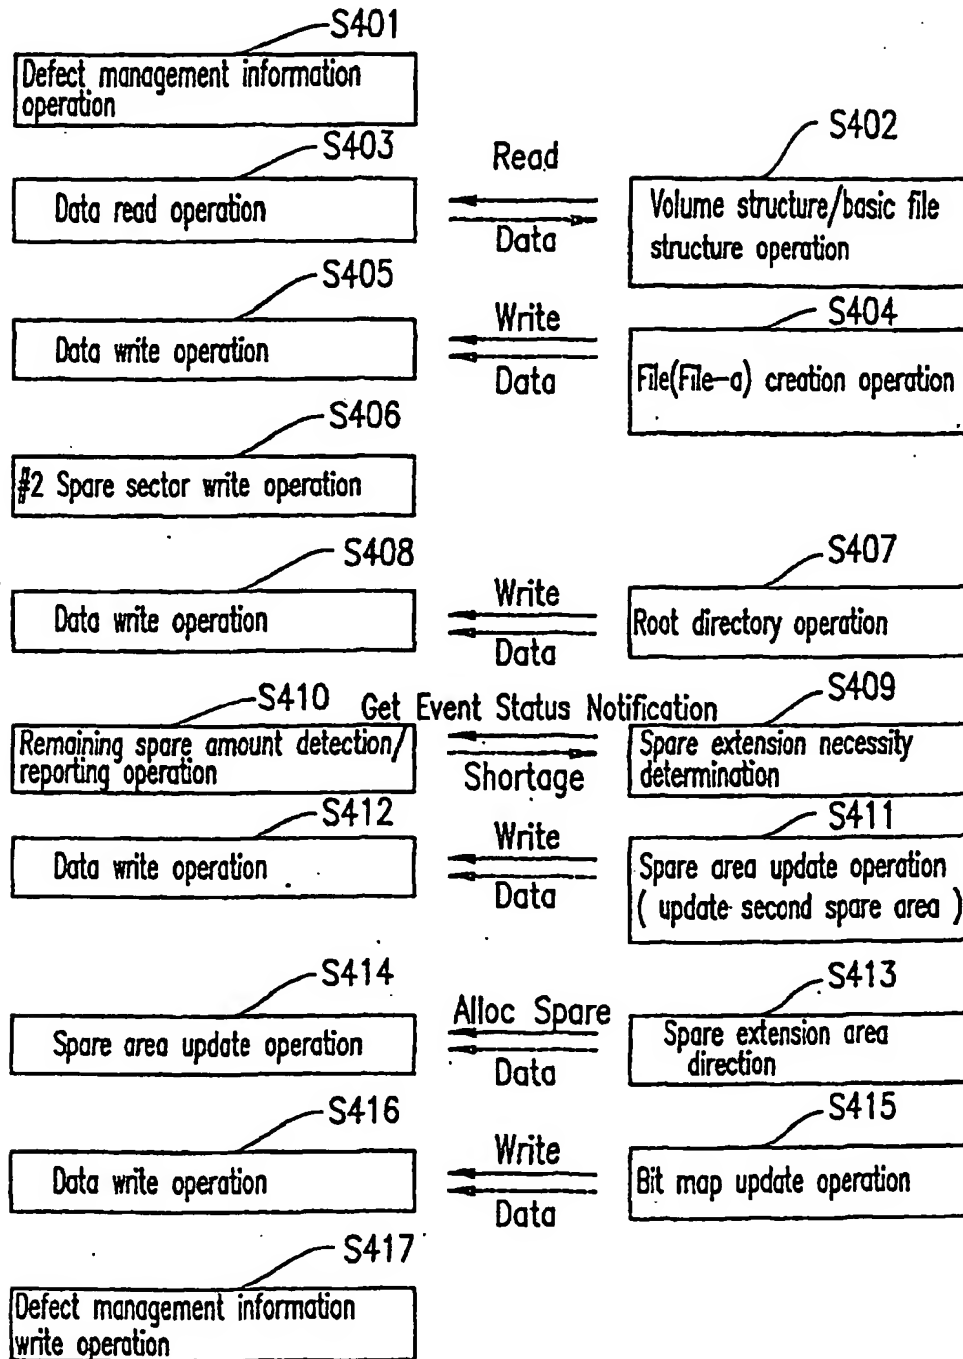 S401
Defect management information
operation
S403
Data read operation
Read
Data
S402
Volume structure/basic file
structure operation
S405
Data write operation
Write
Data
S404
File(File-a) creation operation
S406
#2 Spare sector write operation
S408
Data write operation
Write
Data
S407
Root directory operation
S410
Remaining spare amount detection/
reporting operation
Get Event Status Notification
Shortage
S409
Spare extension necessity
determination
S412
Data write operation
Write
Data
S411
Spare area update operation
( update second spare area )
S414
Spare area update operation
Alloc Spare
Data
S413
Spare extension area
direction
S416
Data write operation
Write
Data
S415
Bit map update operation
S417
Defect management information
write operation